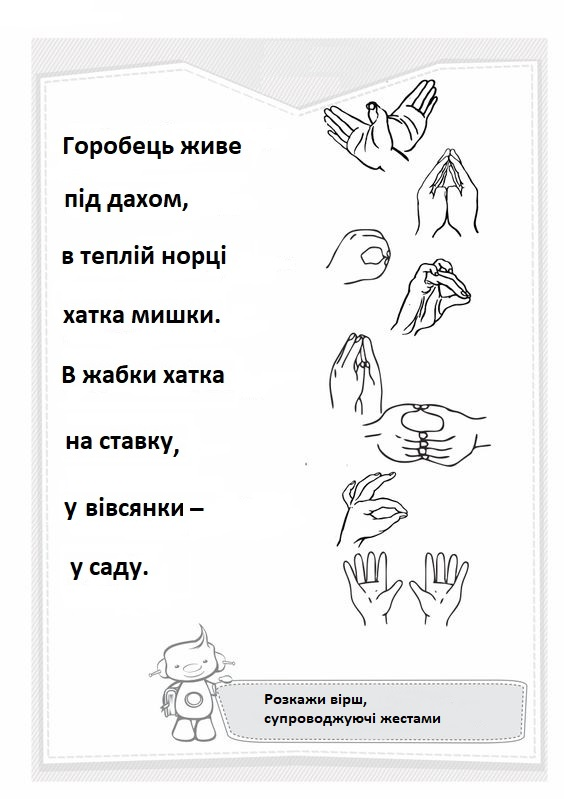 Горобець живе
під дахом,
в теплій норці
хатка мишки.
В жабки хатка
на ставку,
у вівсянки –
у саду.
Розкажи вірш,
супроводжуючі жестами